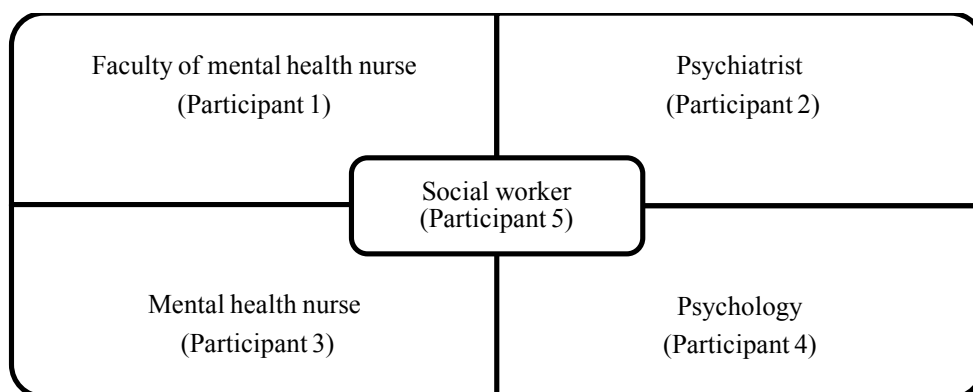 Faculty of mental health nurse
(Participant 1)
Psychiatrist
(Participant 2)
Social worker
(Participant 5)
Mental health nurse
(Participant 3)
Psychology
(Participant 4)